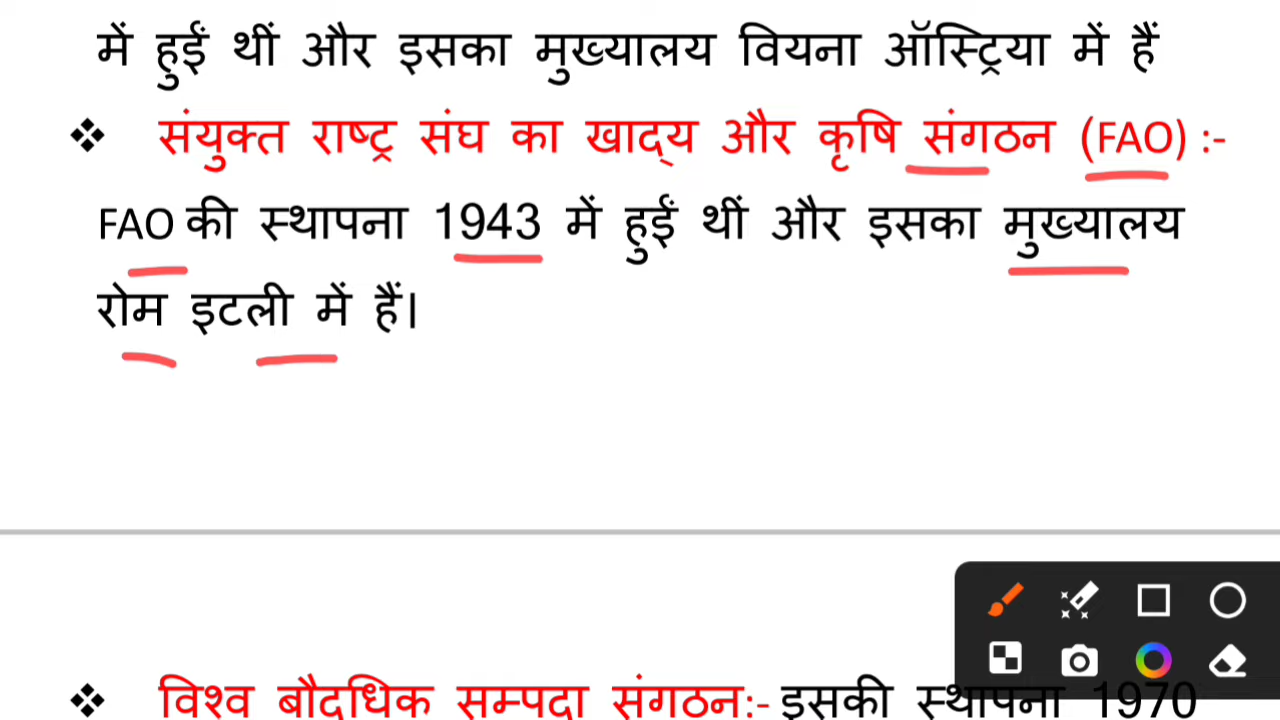 में हुईं थीं और इसका मुख्यालय वियना ऑस्ट्रिया में हैं
❖ संयुक्त राष्ट्र संघ का खाद्य और कृषि संगठन (FAO) :-
FAO की स्थापना 1943 में हुईं थीं और इसका मुख्यालय
रोम इटली में हैं।
❖ विश्व बौद्धिक सम्पदा संगठन:- इसकी स्थापना 1970